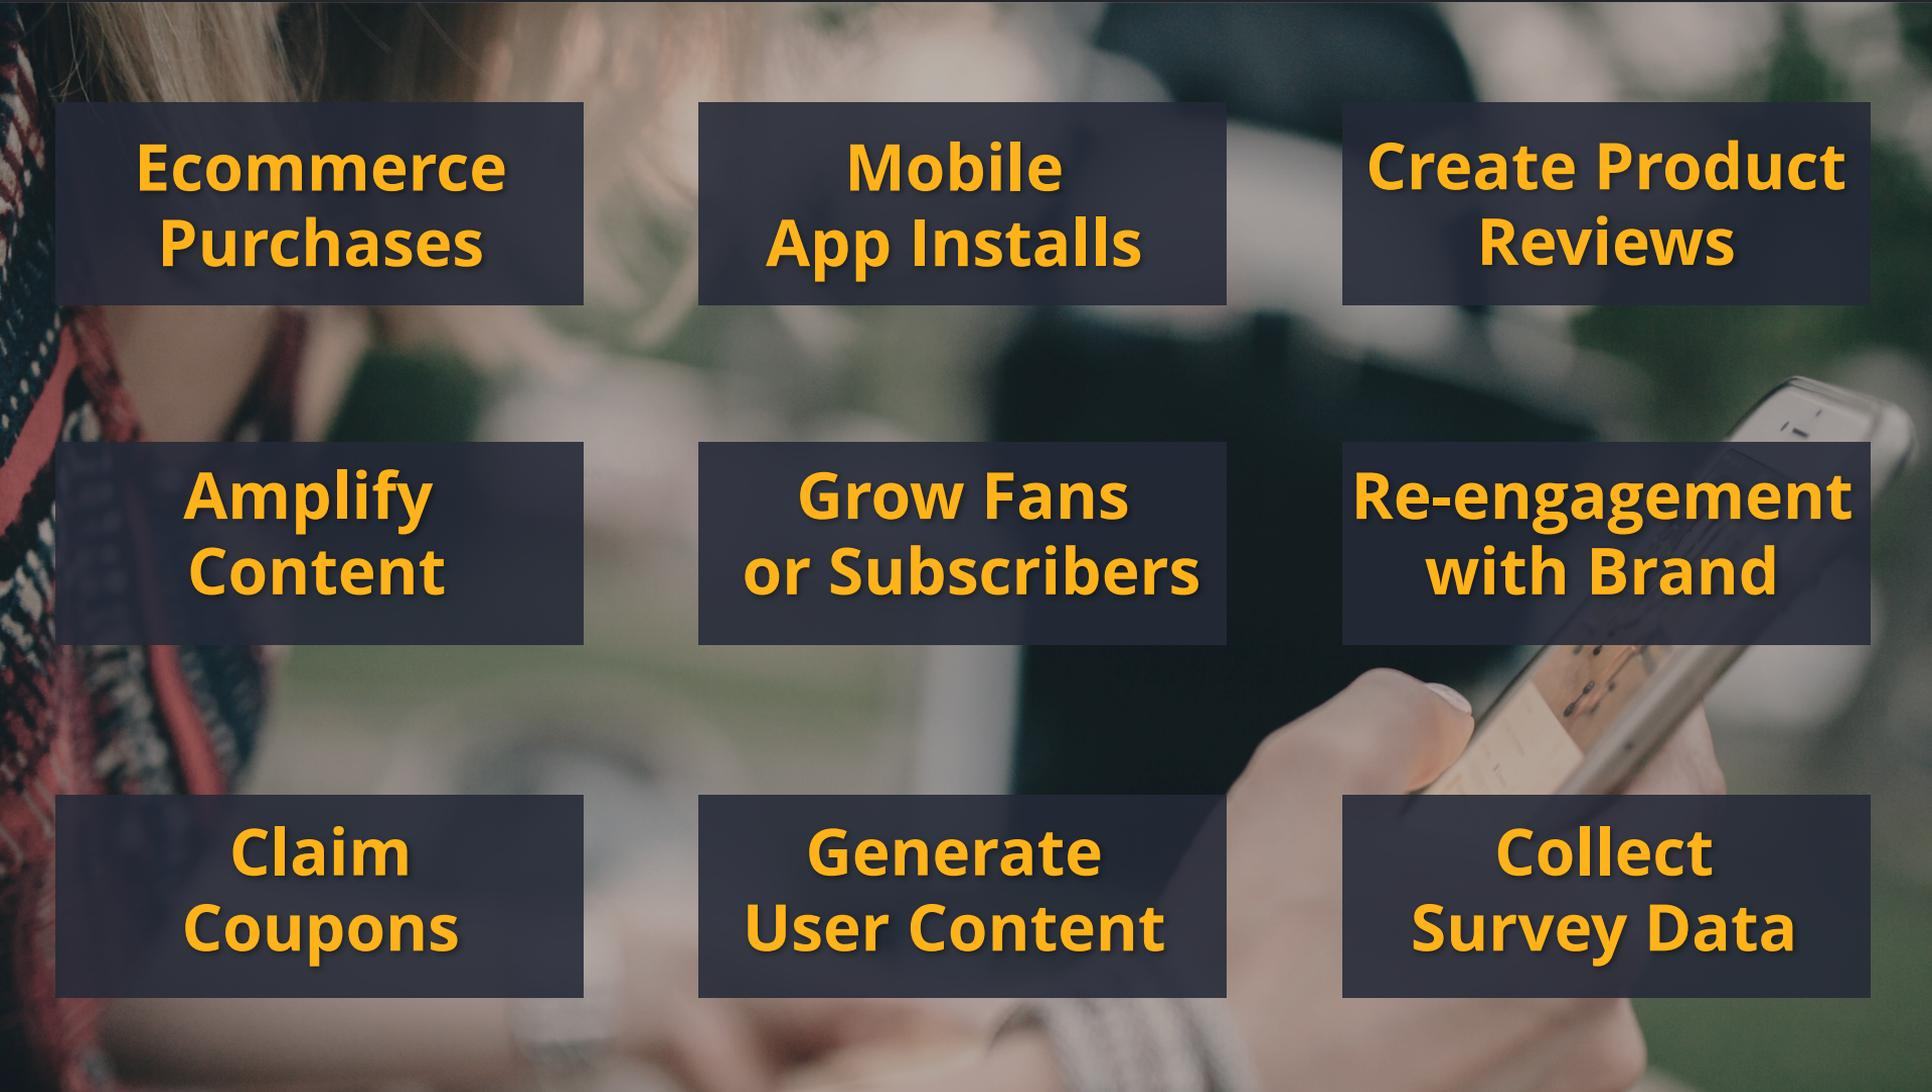 Ecommerce
Purchases
Mobile
App Installs
Create Product
Reviews
Amplify
Content
Grow Fans
or Subscribers
Re-engagement
with Brand
Claim
Coupons
Generate
User Content
Collect
Survey Data